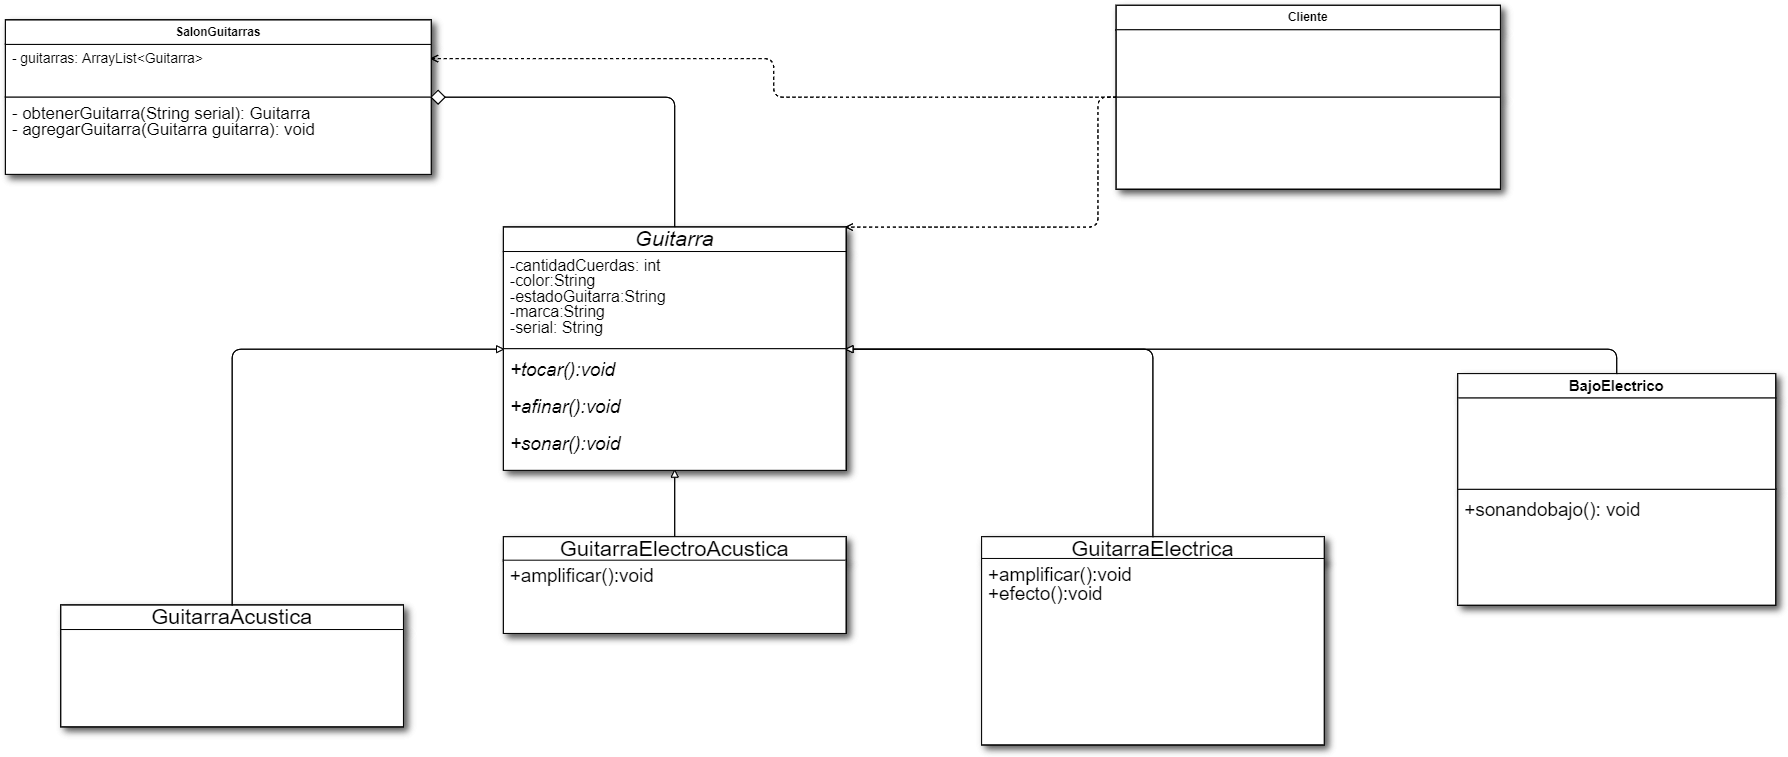 SalonGuitarras
- guitarras: ArrayList<Guitarra>
- obtenerGuitarra(String serial): Guitarra
- agregarGuitarra(Guitarra guitarra): void
Cliente
Guitarra
-cantidadCuerdas: int
-color:String
-estadoGuitarra:String
-marca:String
-serial: String
+tocar():void
+afinar():void
+sonar():void
BajoElectrico
+sonandobajo(): void
GuitarraElectroAcustica
+amplificar():void
GuitarraElectrica
+amplificar():void
+efecto():void
GuitarraAcustica